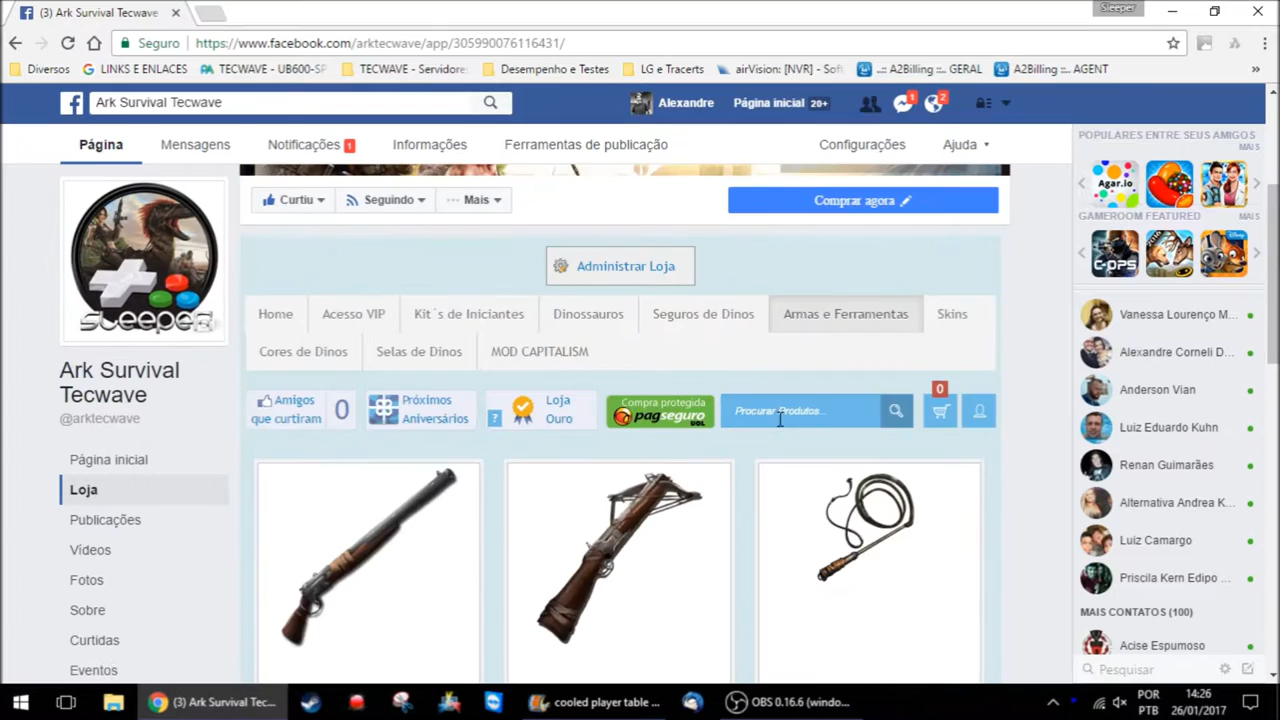 (3) Ark Survival Tecwave
Sleeper
Seguro
https://www.facebook.com/arktecwave/app/305990076116431/
Diversos
LINKS E ENLACES
TECWAVE - UB600-SP
TECWAVE - Servidore
Desempenho e Testes
LG e Tracerts
airVision: [NVR] - Soft
..:: A2Billing ::.. GERAL
..:: A2Billing ::.. AGENT
»
Ark Survival Tecwave
Alexandre
Página inicial 20+
1
2
Página
Mensagens
Notificações 1
Informações
Ferramentas de publicação
Configurações
Ajuda
POPULARES ENTRE SEUS AMIGOS
MAIS
Agar.io
GAMEROOM FEATURED
MAIS
C-OPS
Disney
Curtiu
Seguindo
Mais
Comprar agora
Administrar Loja
Home
Acesso VIP
Kit´s de Iniciantes
Dinossauros
Seguros de Dinos
Armas e Ferramentas
Skins
Cores de Dinos
Selas de Dinos
MOD CAPITALISM
Amigos
que curtiram
0
Próximos
Aniversários
?
Loja
Ouro
Compra protegida
pagseguro
UOL
Procurar Produtos...
0
sleeper
Ark Survival
Tecwave
@arktecwave
Página inicial
Loja
Publicações
Vídeos
Fotos
Sobre
Curtidas
Eventos
Vanessa Lourenço M...
Alexandre Corneli D...
Anderson Vian
Luiz Eduardo Kuhn
Renan Guimarães
Alternativa Andrea K...
Luiz Camargo
Priscila Kern Edipo ...
MAIS CONTATOS (100)
Acise Espumoso
Pesquisar
(3) Ark Survival Tec...
cooled player table ...
OBS 0.16.6 (windo...
POR
PTB
14:26
26/01/2017